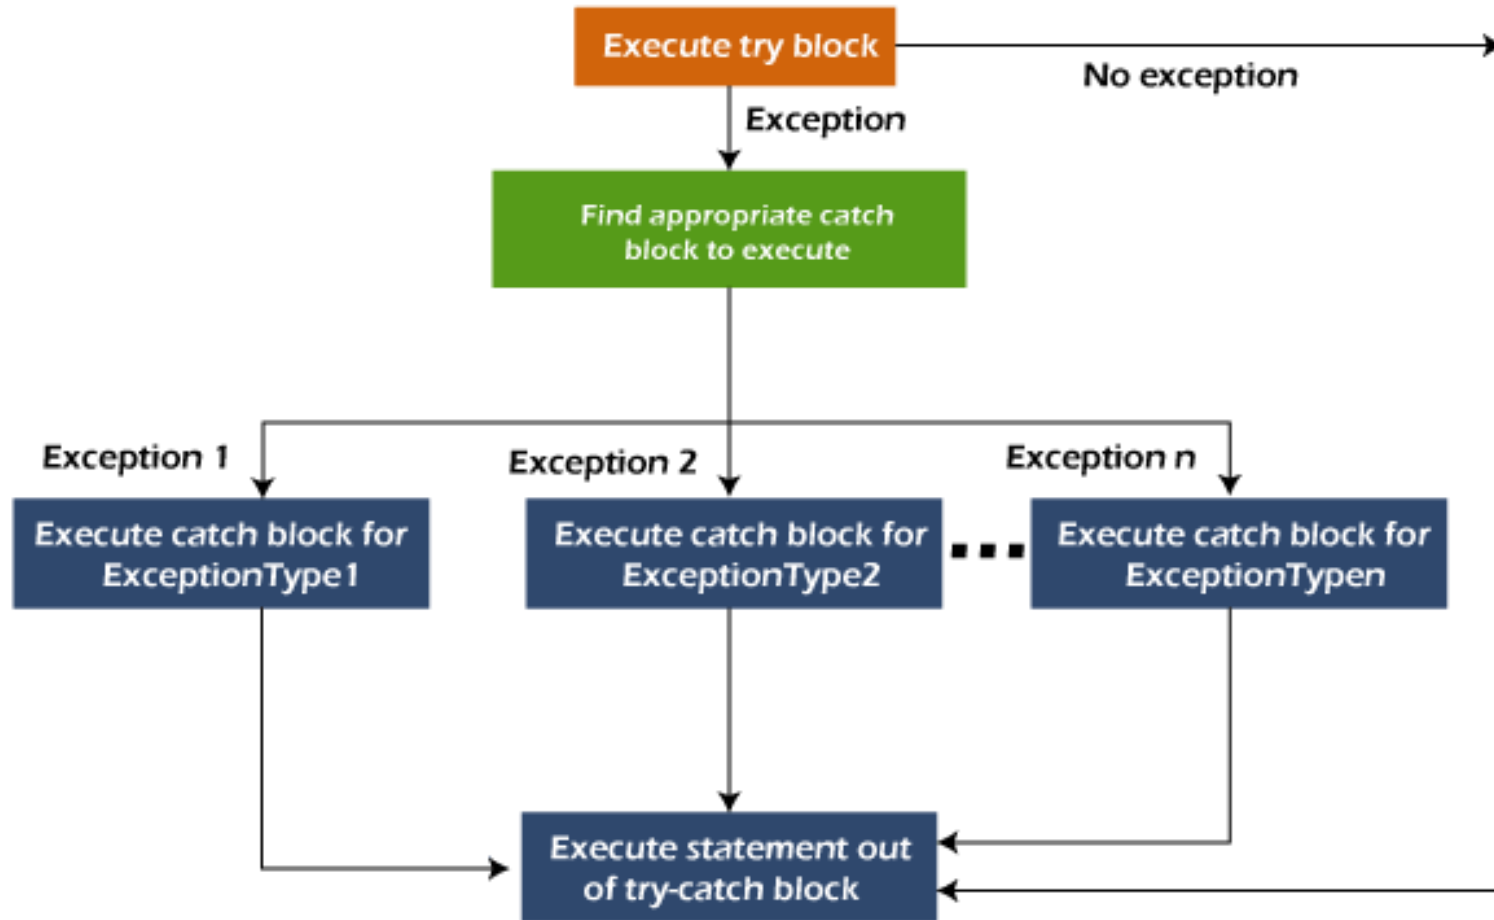 Execute try block
No exception
Exception
Find appropriate catch
block to execute
Exception 1
Exception 2
Exception n
Execute catch block for
ExceptionType1
Execute catch block for
ExceptionType2
Execute catch block for
ExceptionTypen
Execute statement out
of try-catch block